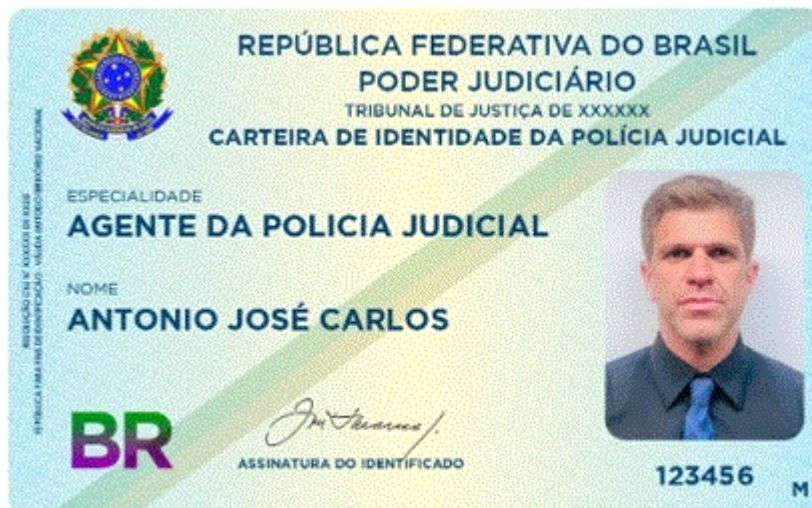 REPÚBLICA FEDERATIVA DO BRASIL
PODER JUDICIÁRIO
TRIBUNAL DE JUSTIÇA DE XXXXXX
CARTEIRA DE IDENTIDADE DA POLÍCIA JUDICIAL
ESPECIALIDADE
AGENTE DA POLICIA JUDICIAL
NOME
ANTONIO JOSÉ CARLOS
BR
ASSINATURA DO IDENTIFICADO
123456
M